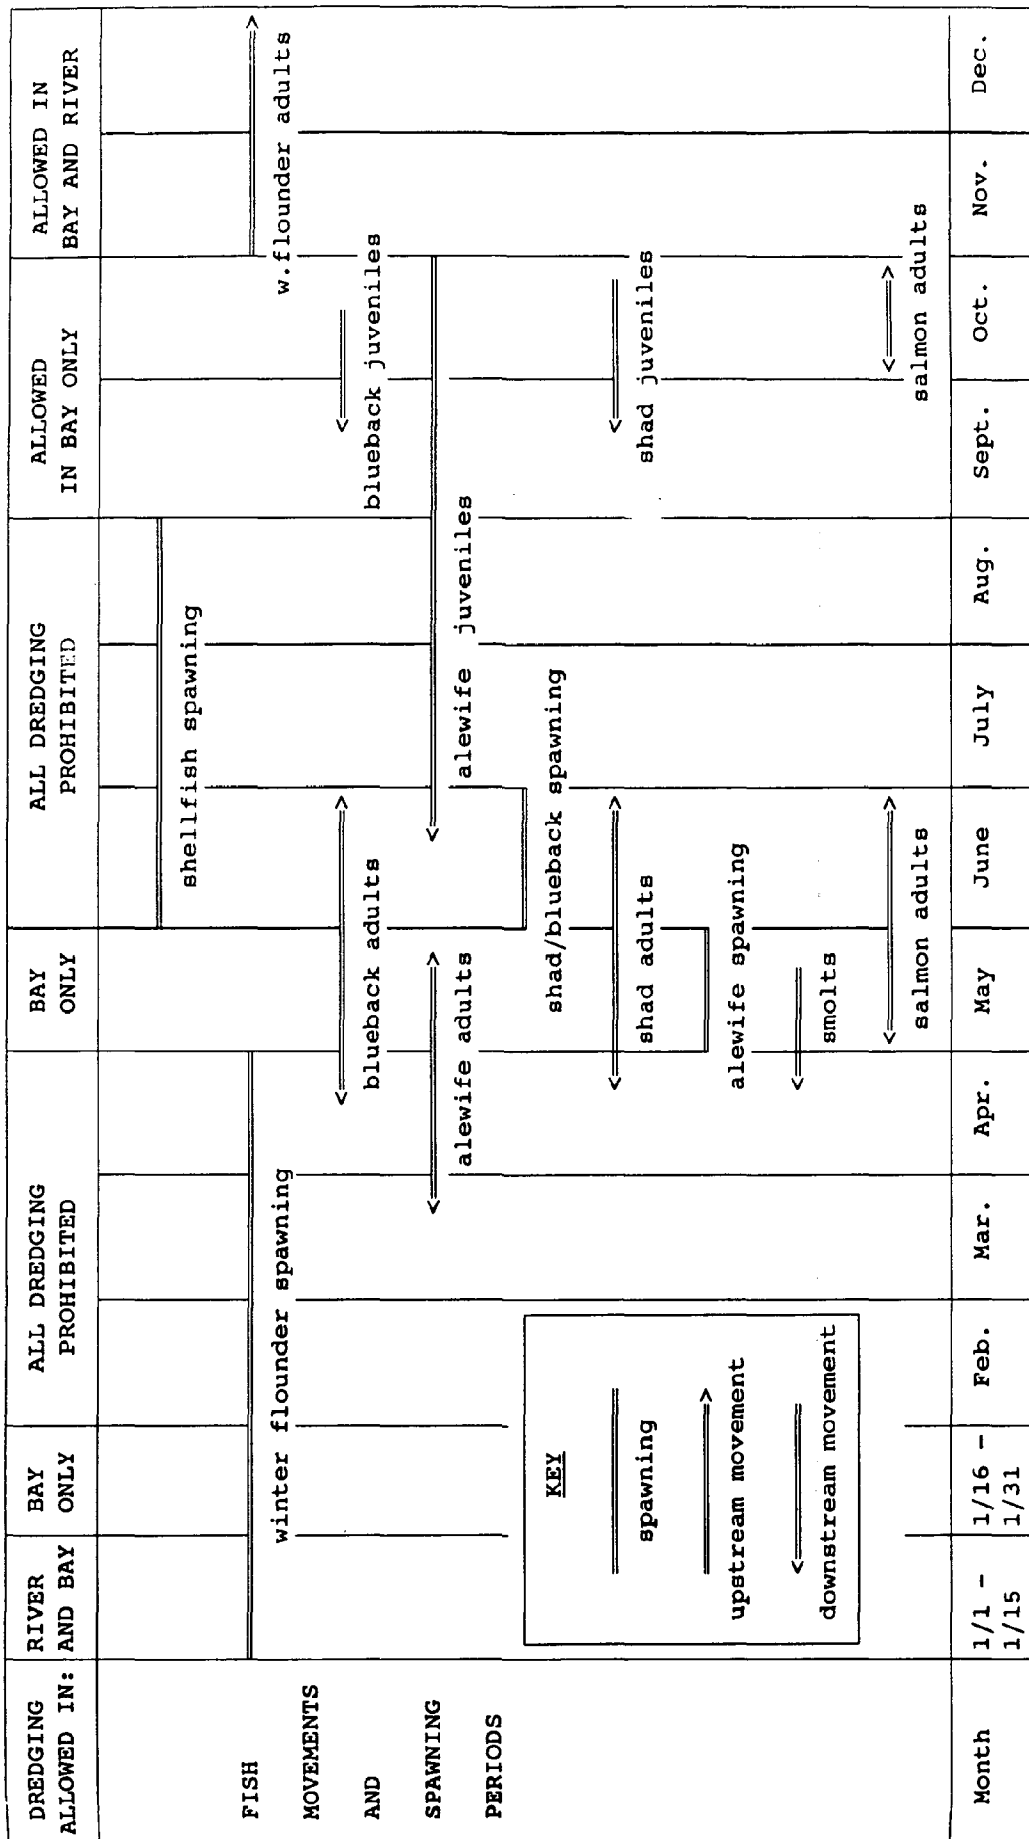 DREDGING
ALLOWED IN:
RIVER
AND BAY
BAY
ONLY
ALL DREDGING
PROHIBITED
BAY
ONLY
ALL DREDGING
PROHIBITED
ALLOWED
IN BAY ONLY
ALLOWED IN
BAY AND RIVER
FISH
MOVEMENTS
AND
SPAWNING
PERIODS
shellfish spawning
winter flounder spawning
w.flounder adults
blueback adults
blueback juveniles
alewife adults
alewife juveniles
shad/blueback spawning
shad adults
shad juveniles
alewife spawning
smolts
salmon adults
salmon adults
KEY
spawning
upstream movement
downstream movement
Month
1/1 -
1/15
1/16 -
1/31
Feb.
Mar.
Apr.
May
June
July
Aug.
Sept.
Oct.
Nov.
Dec.